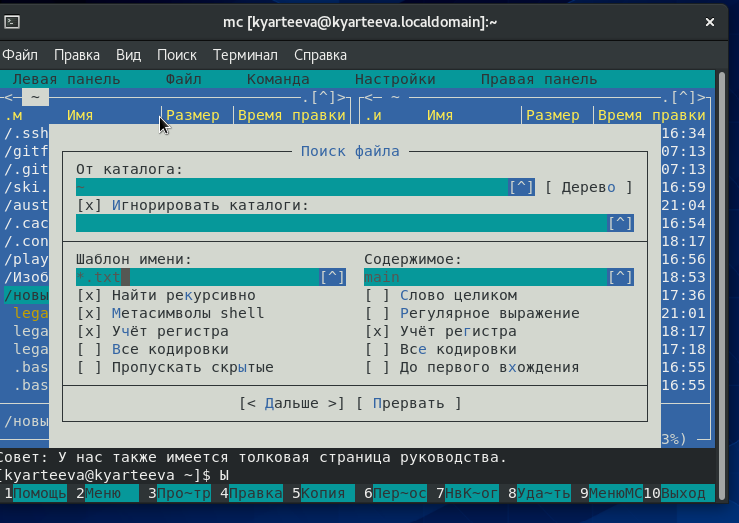 mc [kyarteeva@kyarteeva.localdomain]:~
Файл Правка Вид Поиск Терминал Справка
Левая панель Файл Команда Настройки Правая панель
<─ ~ .[^]> <─ ~ .[^]>
.м Имя Размер Время правки .и Имя Размер Время правки
/.ssh 16:34
/gitf 07:13
/.git 07:13
/ski. 16:59
/aust 21:04
/.cac 16:54
/.con 18:17
/play 16:56
/Изоб 18:53
/новы 17:36
lega 21:01
lega 18:17
lega 17:18
.bas 16:55
.bas 16:55
/новы
3%)
Поиск файла
От каталога:
~ [^] [ Дерево ]
[x] Игнорировать каталоги:
[^]
Шаблон имени: Содержимое:
*.txt [^] main [^]
[x] Найти рекурсивно [ ] Слово целиком
[x] Метасимволы shell [ ] Регулярное выражение
[x] Учёт регистра [x] Учёт регистра
[ ] Все кодировки [ ] Все кодировки
[ ] Пропускать скрытые [ ] До первого вхождения
[< Дальше >] [ Прервать ]
Совет: У нас также имеется толковая страница руководства.
[kyarteeva@kyarteeva ~]$ Ы
1Помощь 2Меню 3Про~тр 4Правка 5Копия 6Пер~ос 7НвК~ог 8Уда~ть 9МенюMC 10Выход